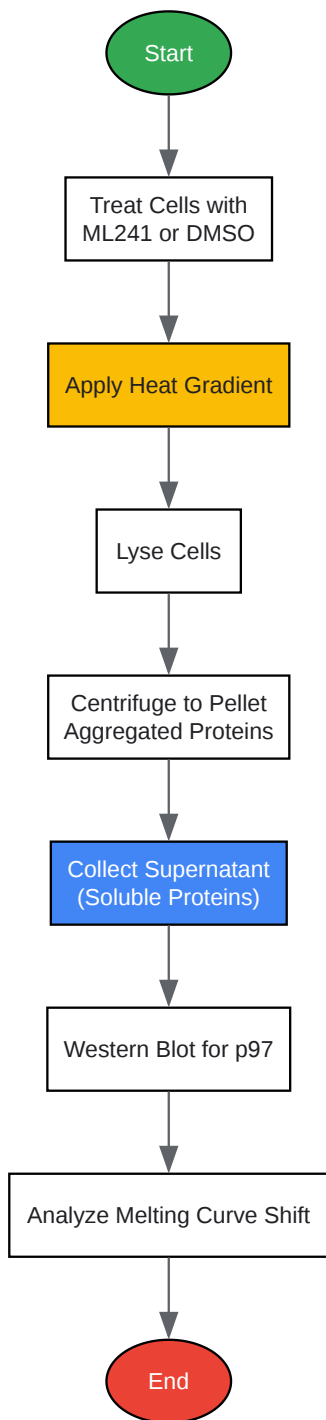 Start
Treat Cells with
ML241 or DMSO
Apply Heat Gradient
Lyse Cells
Centrifuge to Pellet
Aggregated Proteins
Collect Supernatant
(Soluble Proteins)
Western Blot for p97
Analyze Melting Curve Shift
End